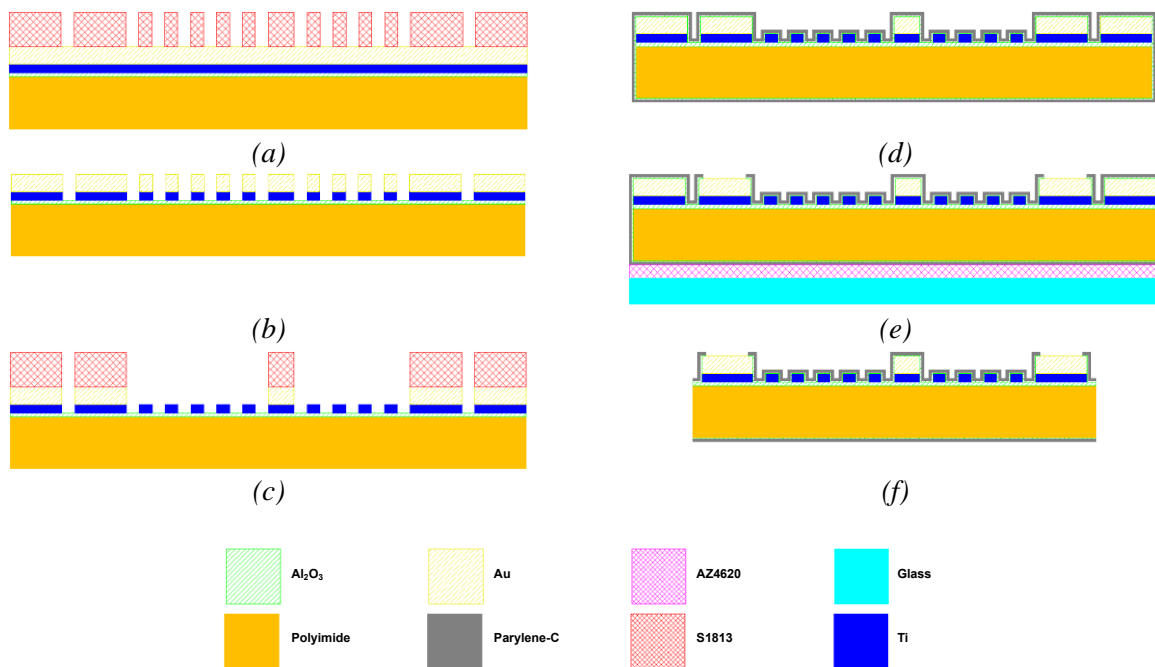 (a)
(d)
(b)
(e)
(c)
(f)
Al₂O₃
Au
AZ4620
Glass
Polyimide
Parylene-C
S1813
Ti